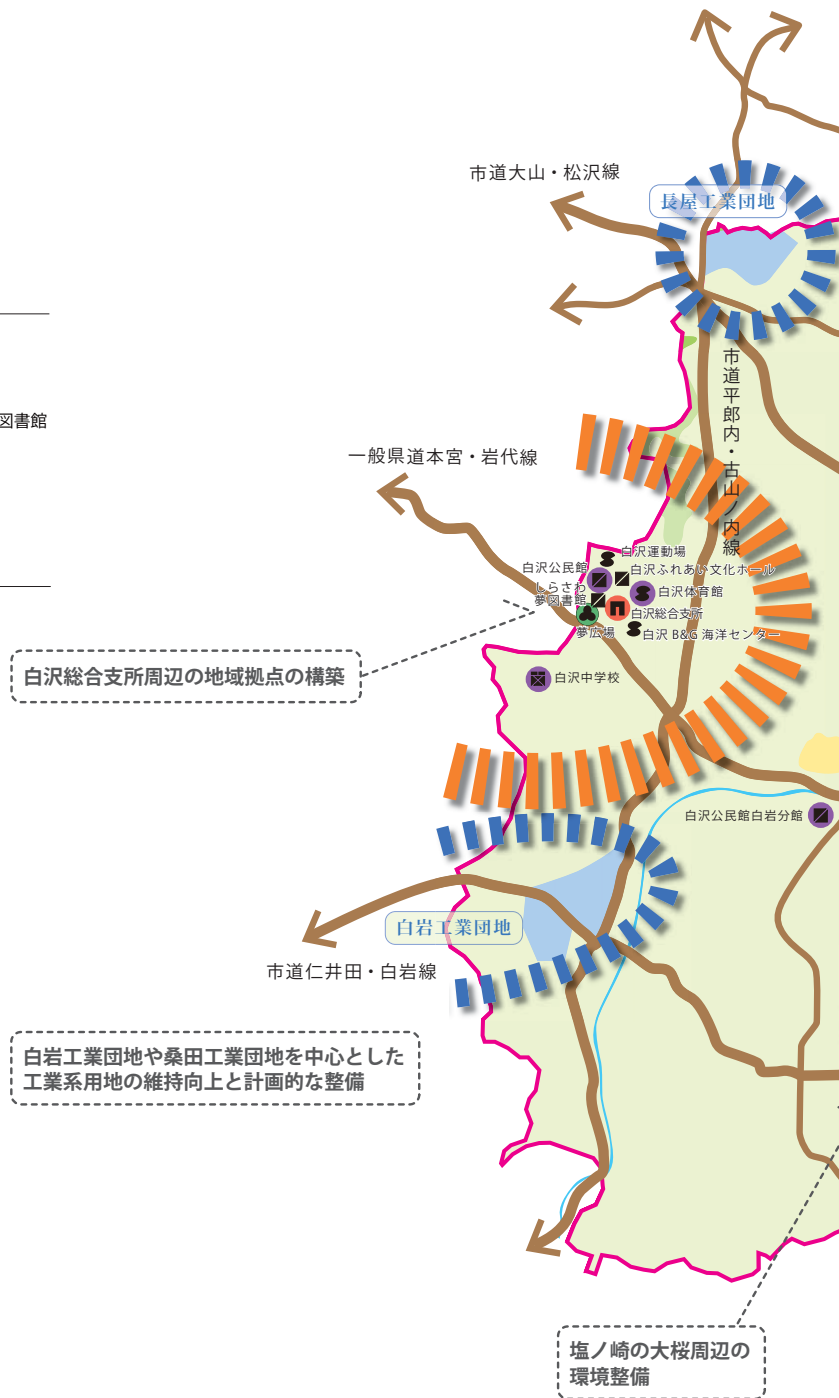 市道大山・松沢線
長屋工業団地
市道平郎内・古山ノ内線
図書館
一般県道本宮・岩代線
白沢運動場
白沢公民館
白沢ふれあい文化ホール
しらさわ
夢図書館
白沢体育館
白沢総合支所
夢広場
白沢 B&G 海洋センター
白沢総合支所周辺の地域拠点の構築
白沢中学校
白沢公民館白岩分館
白岩工業団地
市道仁井田・白岩線
白岩工業団地や桑田工業団地を中心とした
工業系用地の維持向上と計画的な整備
塩ノ崎の大桜周辺の
環境整備